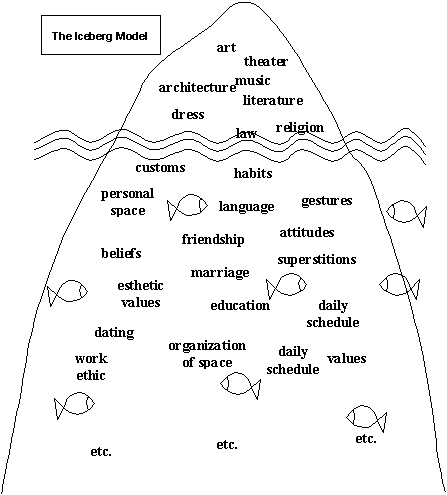 The Iceberg Model
art
theater
music
architecture
literature
dress
law
religion
customs
habits
personal
space
language
gestures
friendship
attitudes
beliefs
superstitions
marriage
esthetic
values
education
daily
schedule
dating
organization
of space
work
ethic
daily
schedule
values
etc.
etc.
etc.